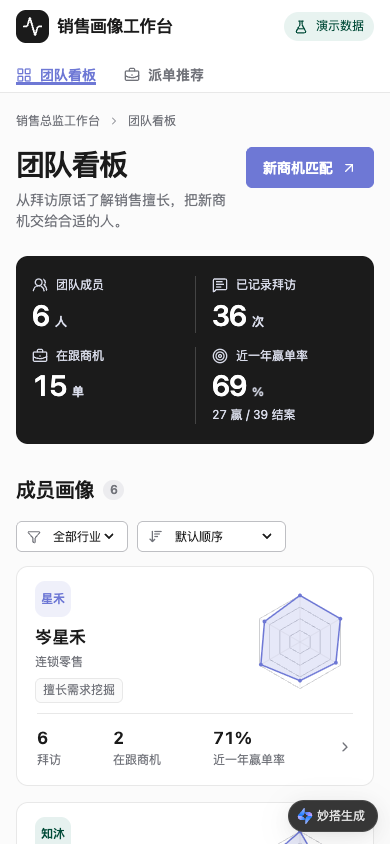 销售画像工作台
演示数据
团队看板
派单推荐
销售总监工作台 > 团队看板
团队看板
新商机匹配
从拜访原话了解销售擅长，把新商
机交给合适的人。
团队成员
6 人
已记录拜访
36 次
在跟商机
15 单
近一年赢单率
69 %
27 赢 / 39 结案
成员画像 6
全部行业
默认顺序
星禾
岑星禾
连锁零售
擅长需求挖掘
6
拜访
2
在跟商机
71%
近一年赢单率
知沐
妙搭生成